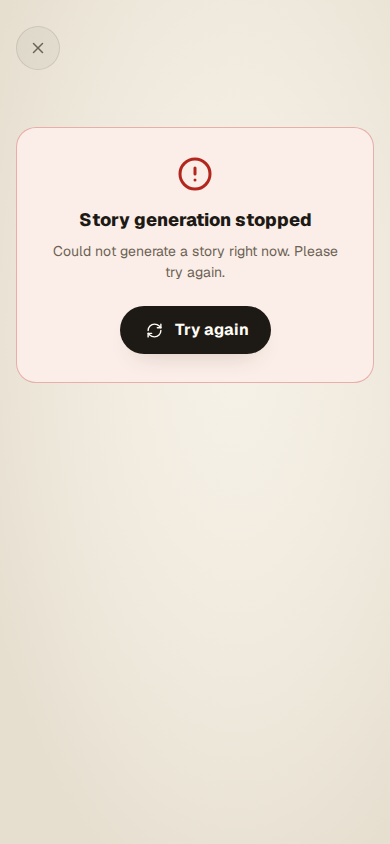 Story generation stopped
Could not generate a story right now. Please
try again.
Try again